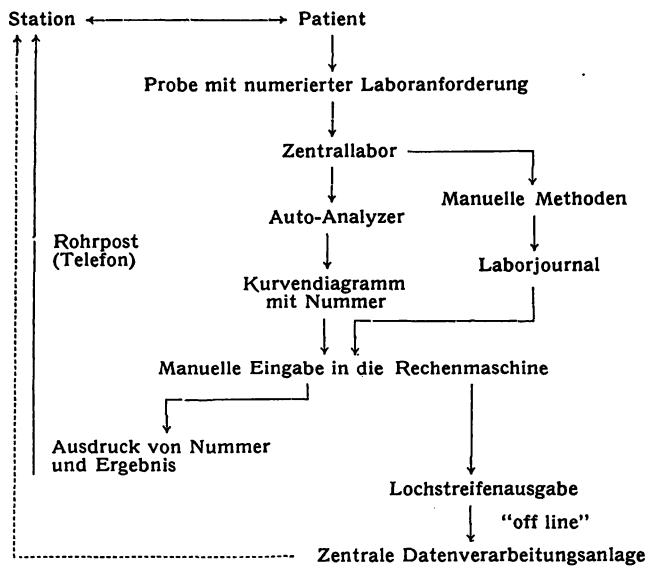 Station Patient
Probe mit numerierter Laboranforderung
Zentrallabor
Manuelle Methoden
Auto-Analyzer
Rohrpost
(Telefon)
Laborjournal
Kurvendiagramm
mit Nummer
Manuelle Eingabe in die Rechenmaschine
Ausdruck von Nummer
und Ergebnis
Lochstreifenausgabe
“off line”
Zentrale Datenverarbeitungsanlage